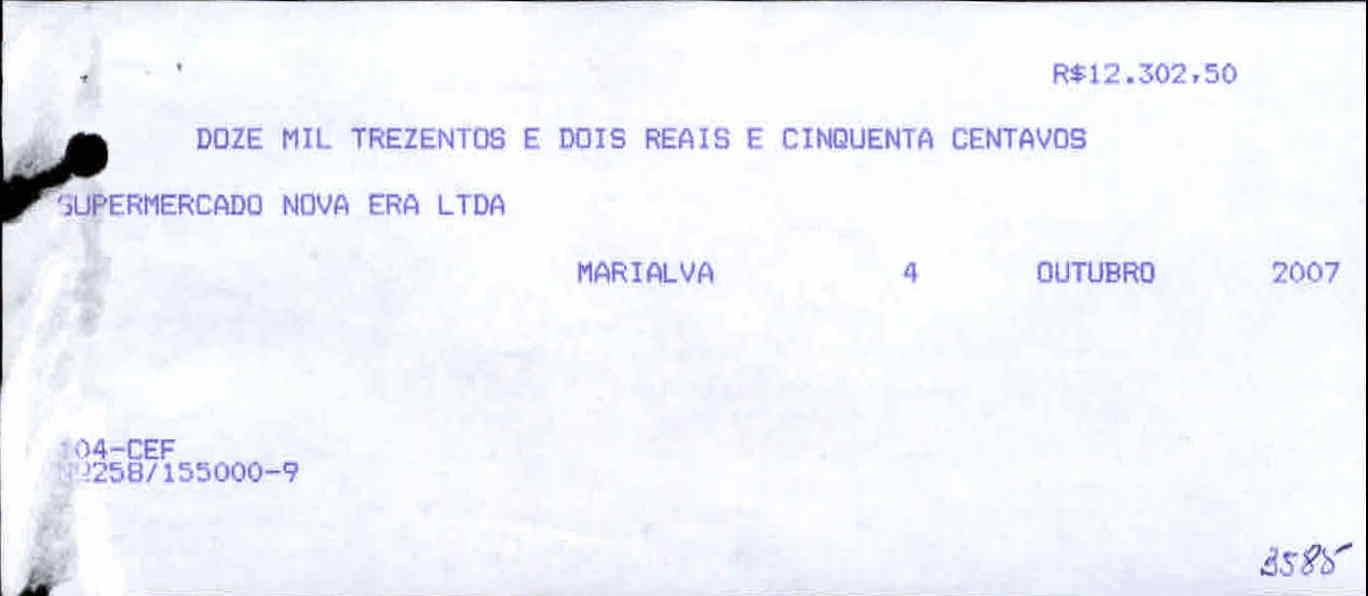 R$12.302,50
DOZE MIL TREZENTOS E DOIS REAIS E CINQUENTA CENTAVOS
SUPERMERCADO NOVA ERA LTDA
MARIALVA 4 OUTUBRO 2007
104-CEF
258/155000-9
3585